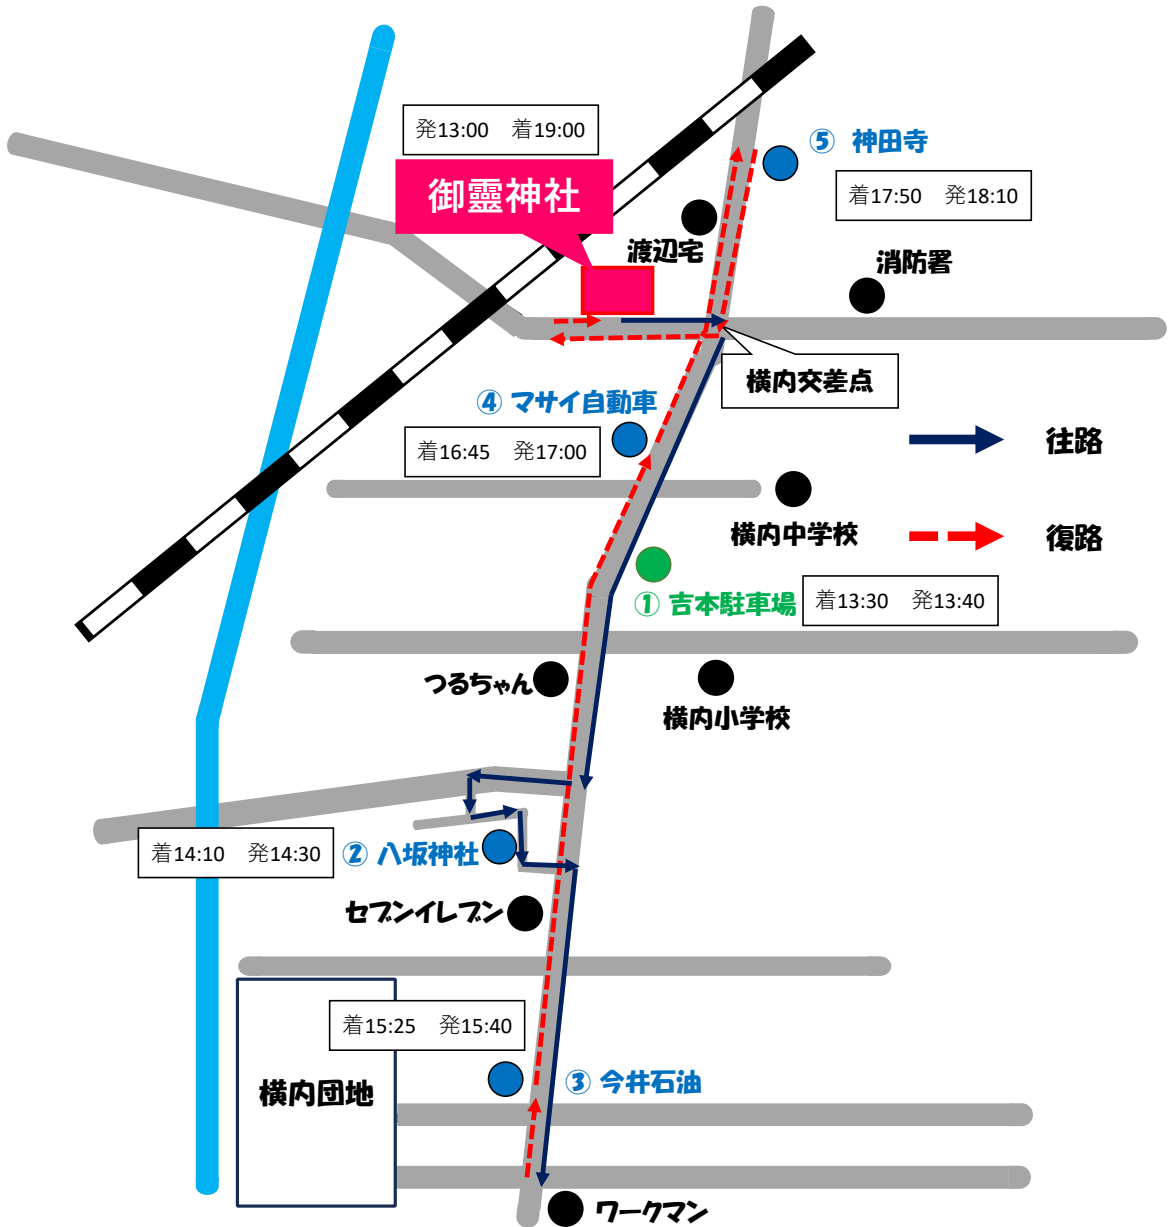 発13:00 着19:00
御靈神社
⑤ 神田寺
着17:50 発18:10
渡辺宅
消防署
横内交差点
④ マサイ自動車
着16:45 発17:00
往路
横内中学校
復路
① 吉本駐車場
着13:30 発13:40
つるちゃん
横内小学校
着14:10 発14:30
② 八坂神社
セブンイレブン
着15:25 発15:40
横内団地
③ 今井石油
ワークマン